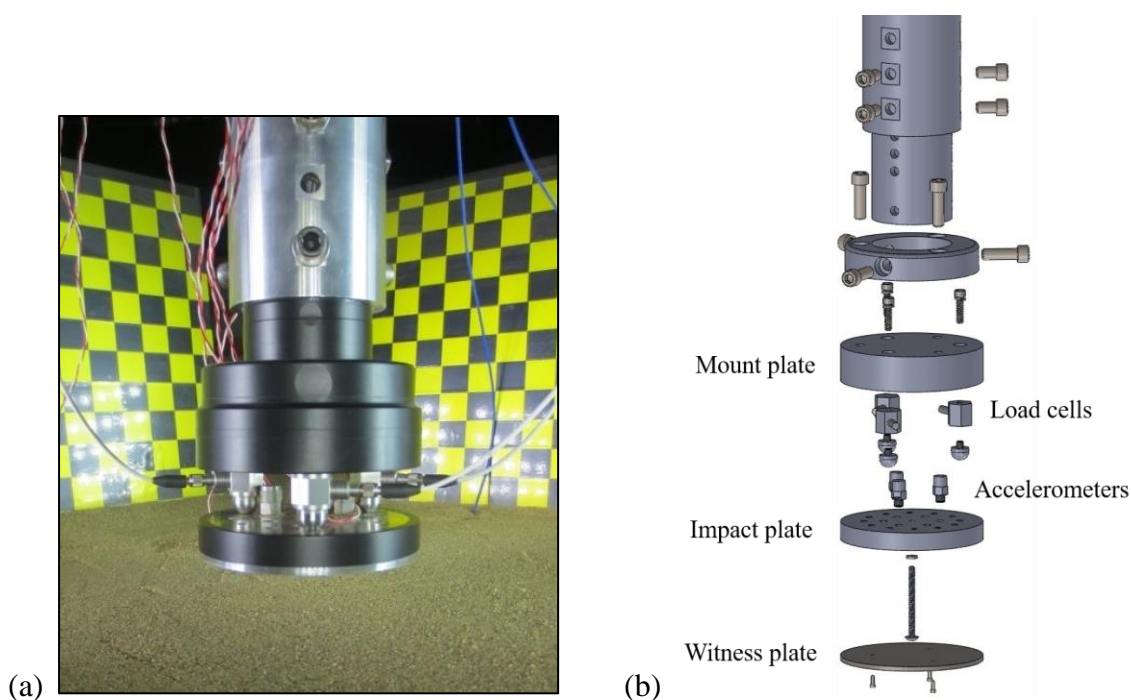 Mount plate
Load cells
Accelerometers
Impact plate
Witness plate
(a)
(b)